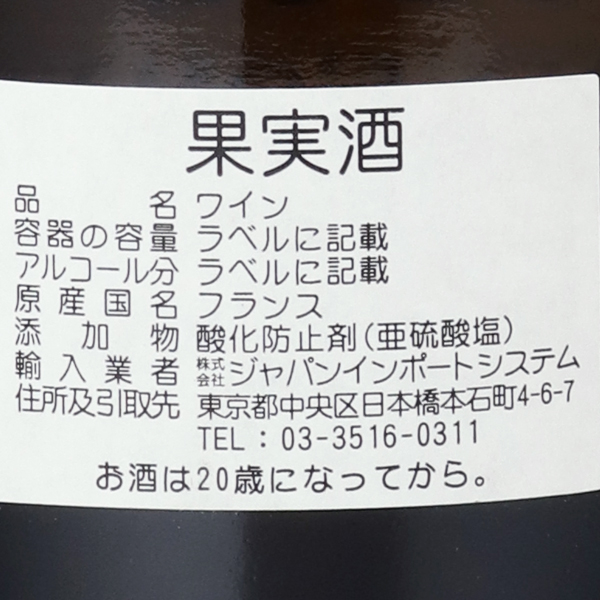 果実酒
品名 ワイン
容器の容量 ラベルに記載
アルコール分 ラベルに記載
原産国名 フランス
添加物 酸化防止剤(亜硫酸塩)
輸入業者 株式会社ジャパンインポートシステム
住所及引取先 東京都中央区日本橋本石町4-6-7
TEL : 03-3516-0311
お酒は20歳になってから。